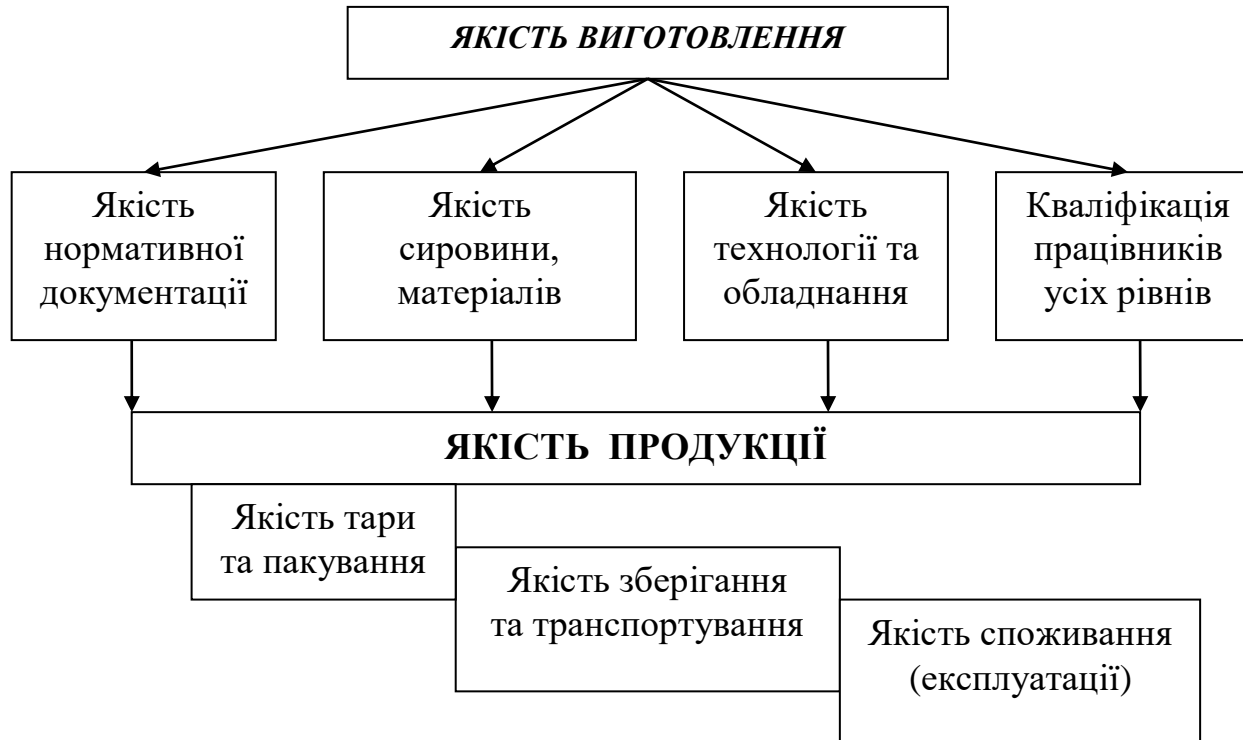 ЯКІСТЬ ВИГОТОВЛЕННЯ
Якість
нормативної
документації
Якість
сировини,
матеріалів
Якість
технології та
обладнання
Кваліфікація
працівників
усіх рівнів
ЯКІСТЬ ПРОДУКЦІЇ
Якість тари
та пакування
Якість зберігання
та транспортування
Якість споживання
(експлуатації)